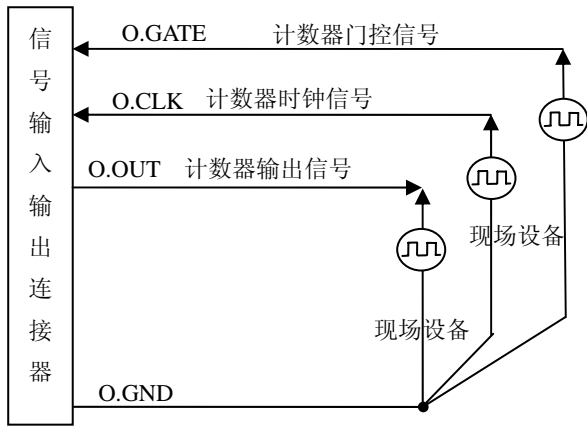 信号输入输出连接器
O.GATE 计数器门控信号
O.CLK 计数器时钟信号
O.OUT 计数器输出信号
现场设备
现场设备
O.GND